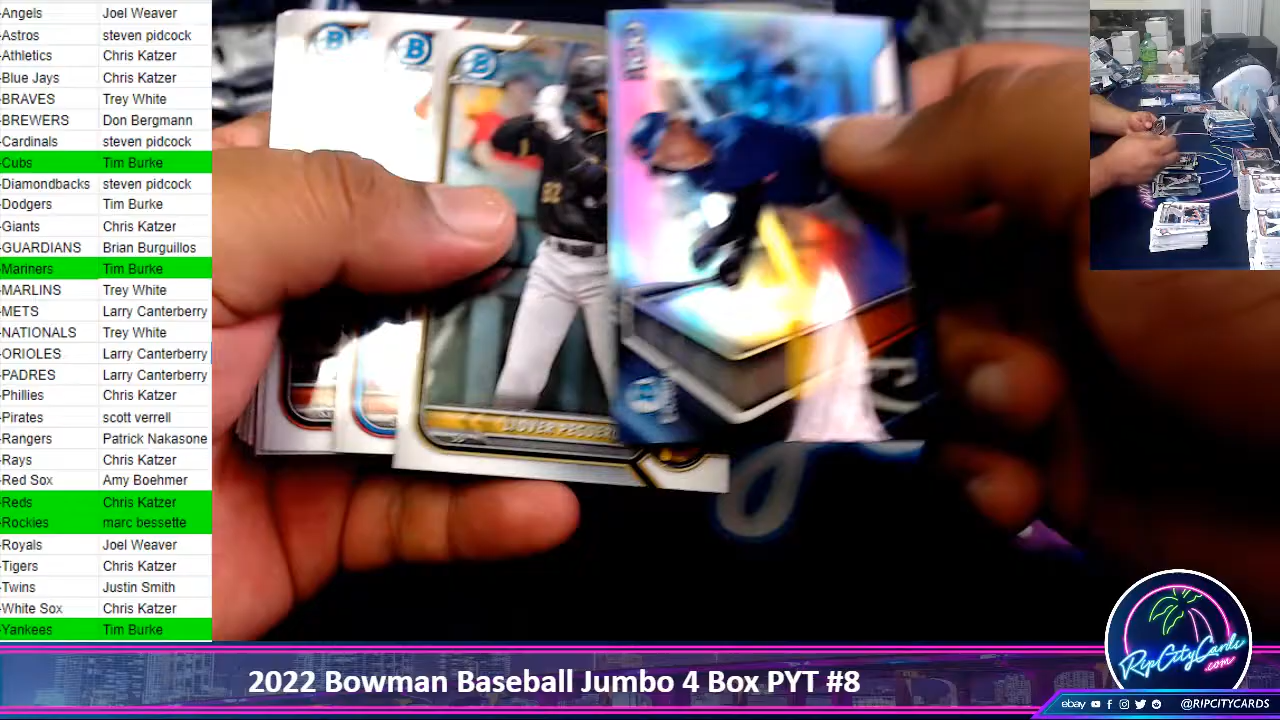 -Angels Joel Weaver
-Astros steven pidcock
-Athletics Chris Katzer
-Blue Jays Chris Katzer
-BRAVES Trey White
-BREWERS Don Bergmann
-Cardinals steven pidcock
-Cubs Tim Burke
-Diamondbacks steven pidcock
-Dodgers Tim Burke
-Giants Chris Katzer
-GUARDIANS Brian Burguillos
-Mariners Tim Burke
-MARLINS Trey White
-METS Larry Canterberry
-NATIONALS Trey White
-ORIOLES Larry Canterberry
-PADRES Larry Canterberry
-Phillies Chris Katzer
-Pirates scott verrell
-Rangers Patrick Nakasone
-Rays Chris Katzer
-Red Sox Amy Boehmer
-Reds Chris Katzer
-Rockies marc bessette
-Royals Joel Weaver
-Tigers Chris Katzer
-Twins Justin Smith
-White Sox Chris Katzer
-Yankees Tim Burke
B
B
B
22
RipCityCards
.com
2022 Bowman Baseball Jumbo 4 Box PYT #8
ebay @RIPCITYCARDS